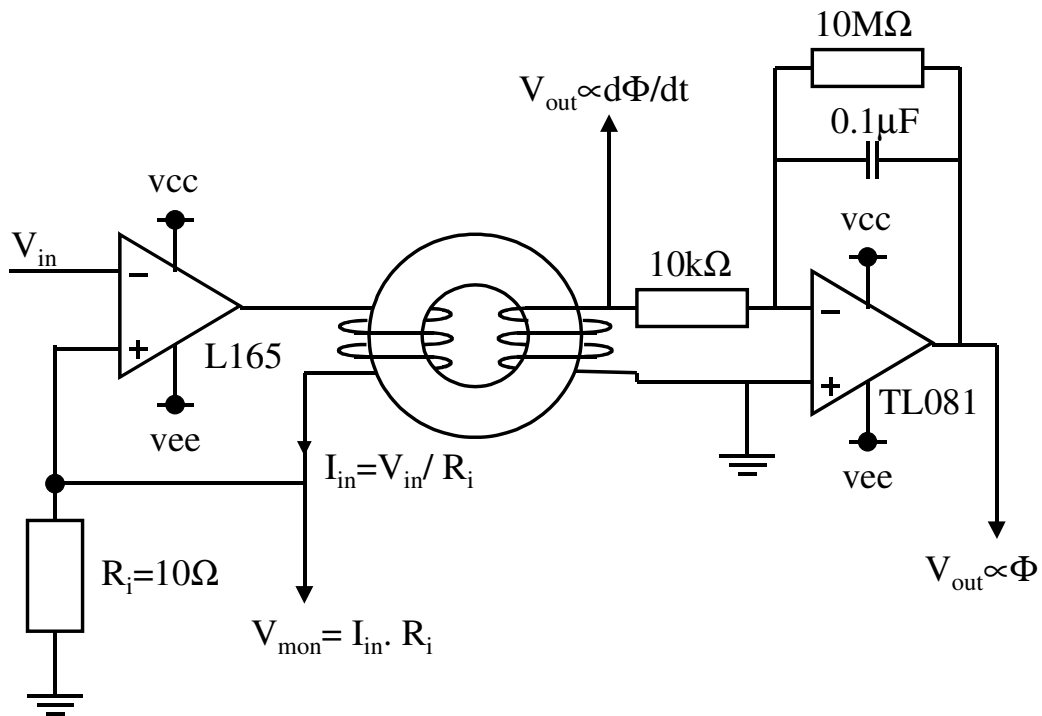 10MΩ
V_out∝dΦ/dt
0.1μF
vcc
vcc
V_in
10kΩ
−
−
+
L165
+
TL081
vee
vee
I_in=V_in/ R_i
R_i=10Ω
V_out∝Φ
V_mon= I_in. R_i